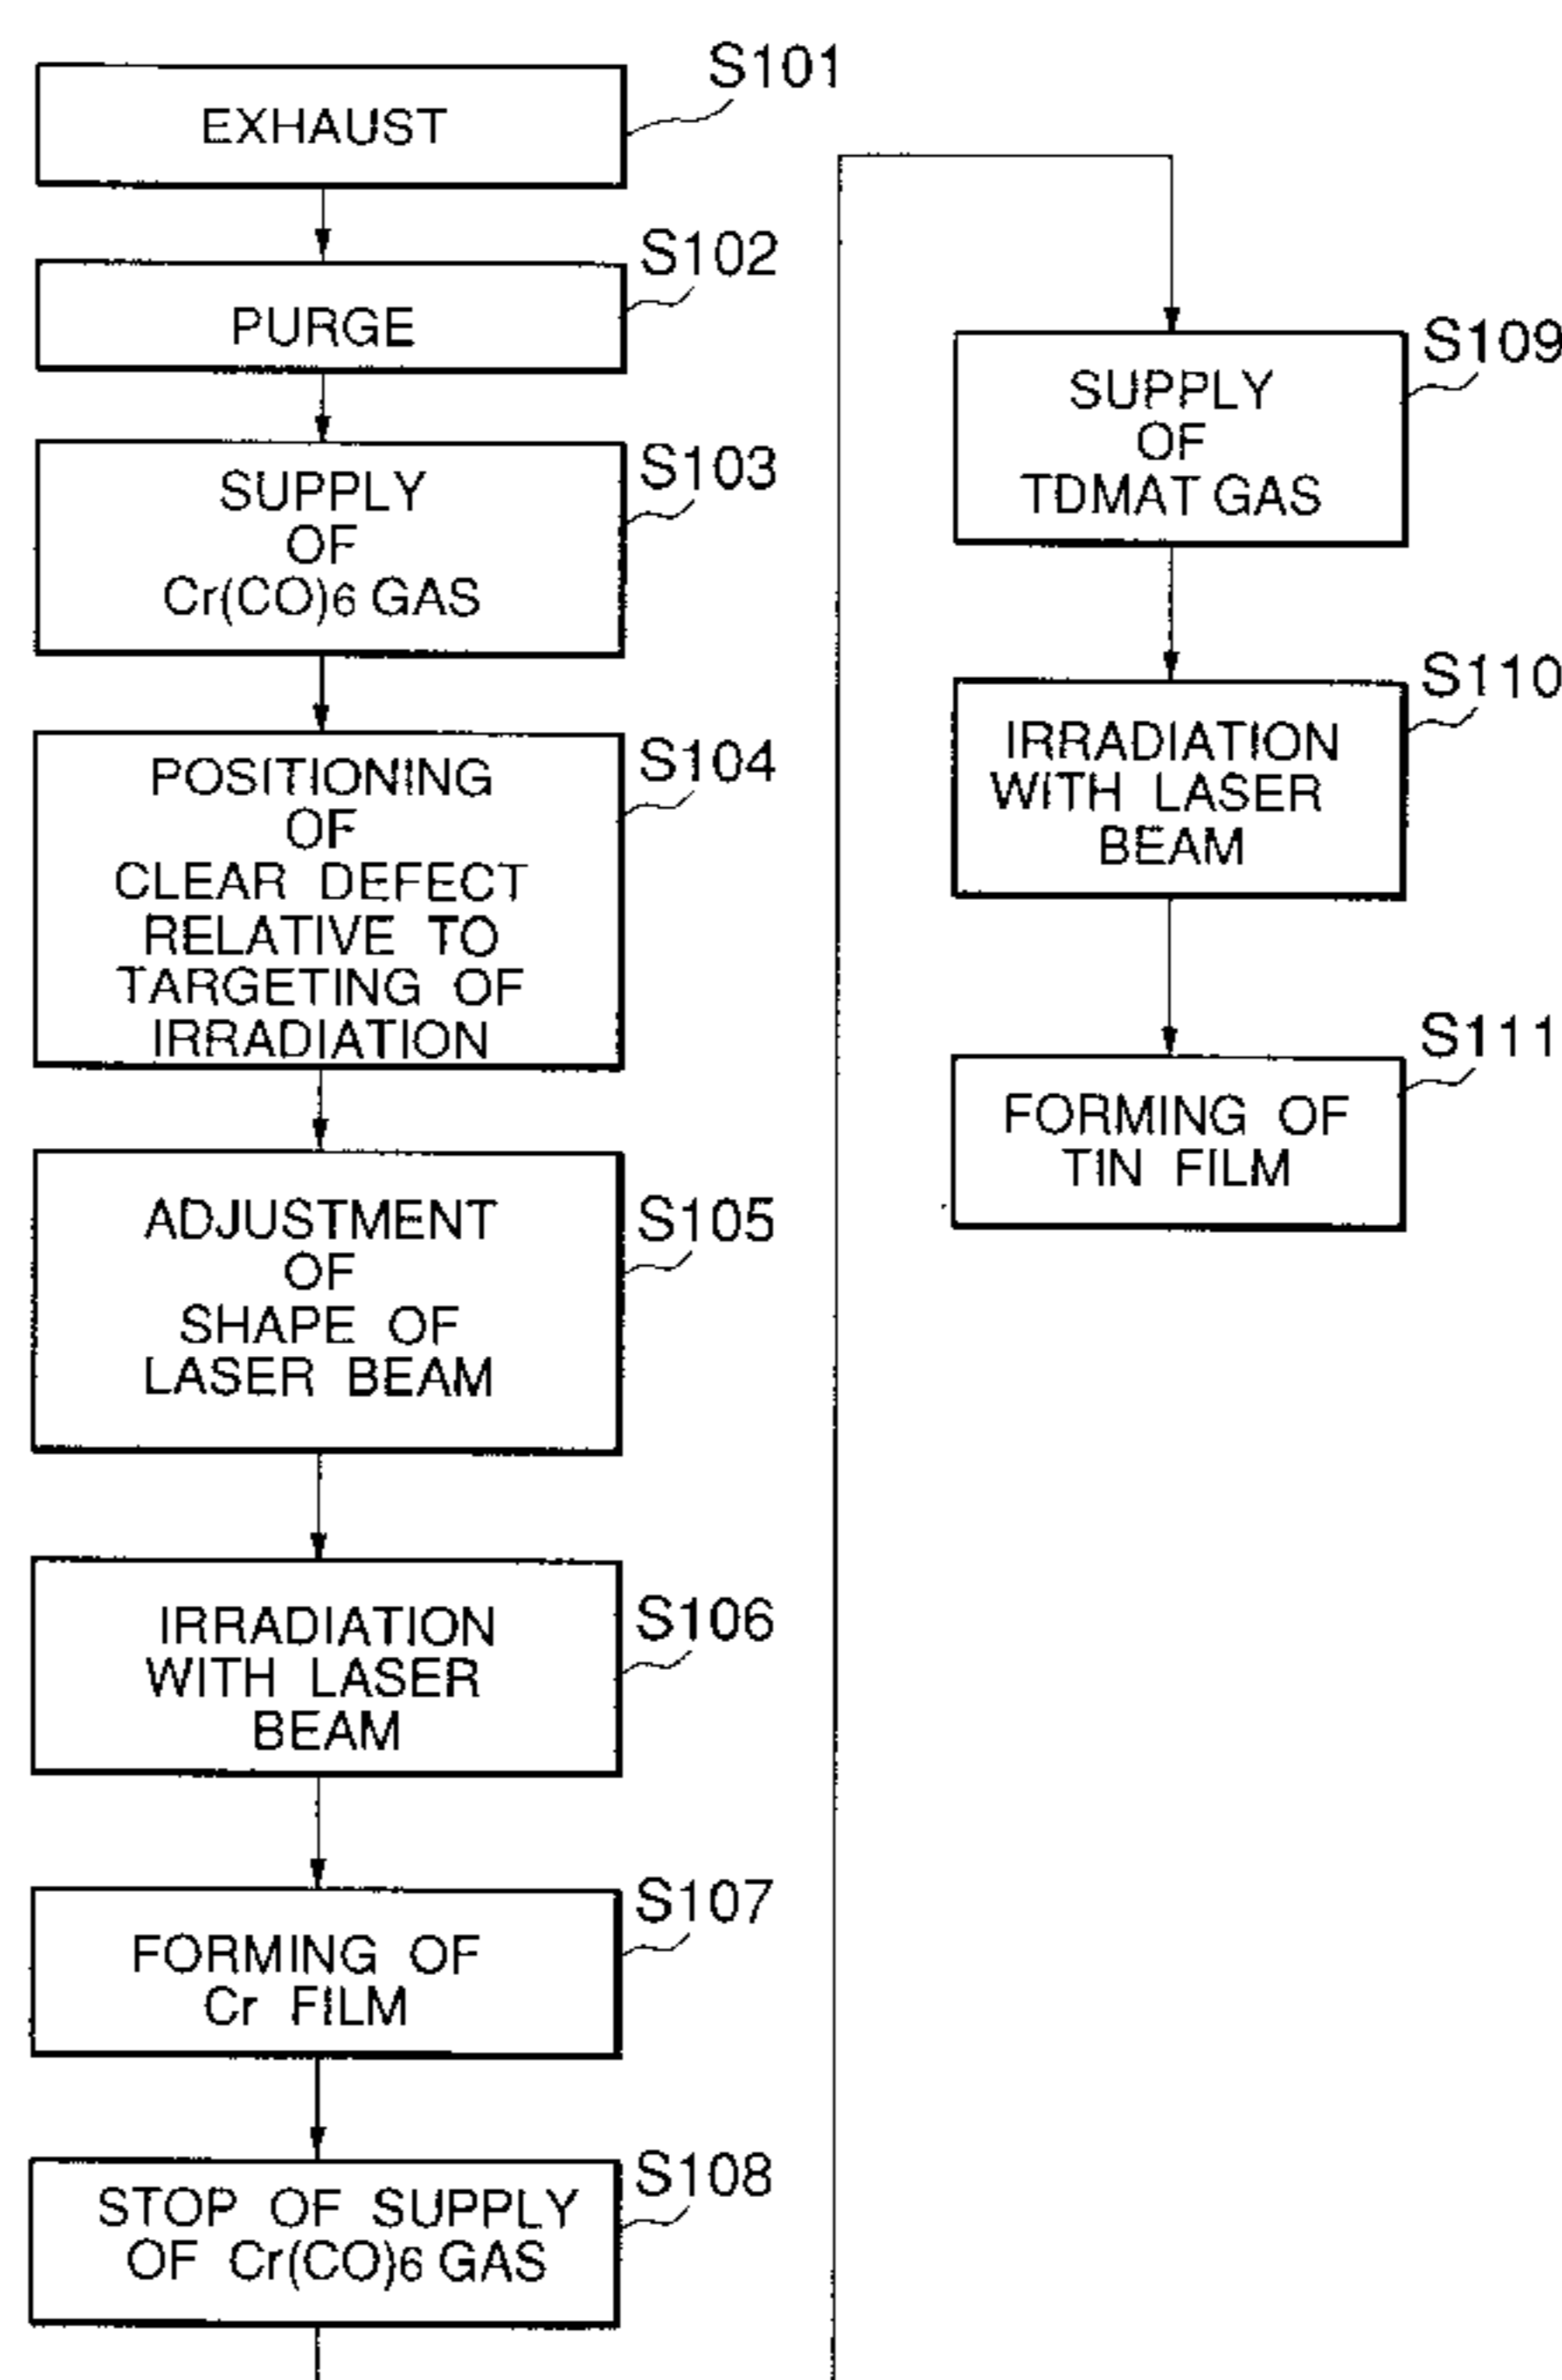 S101
EXHAUST
S102
PURGE
S103
SUPPLY
OF
Cr(CO)6 GAS
S104
POSITIONING
OF
CLEAR DEFECT
RELATIVE TO
TARGETING OF
IRRADIATION
S105
ADJUSTMENT
OF
SHAPE OF
LASER BEAM
S106
IRRADIATION
WITH LASER
BEAM
S107
FORMING OF
Cr FILM
S108
STOP OF SUPPLY
OF Cr(CO)6 GAS
S109
SUPPLY
OF
TDMAT GAS
S110
IRRADIATION
WITH LASER
BEAM
S111
FORMING OF
TIN FILM